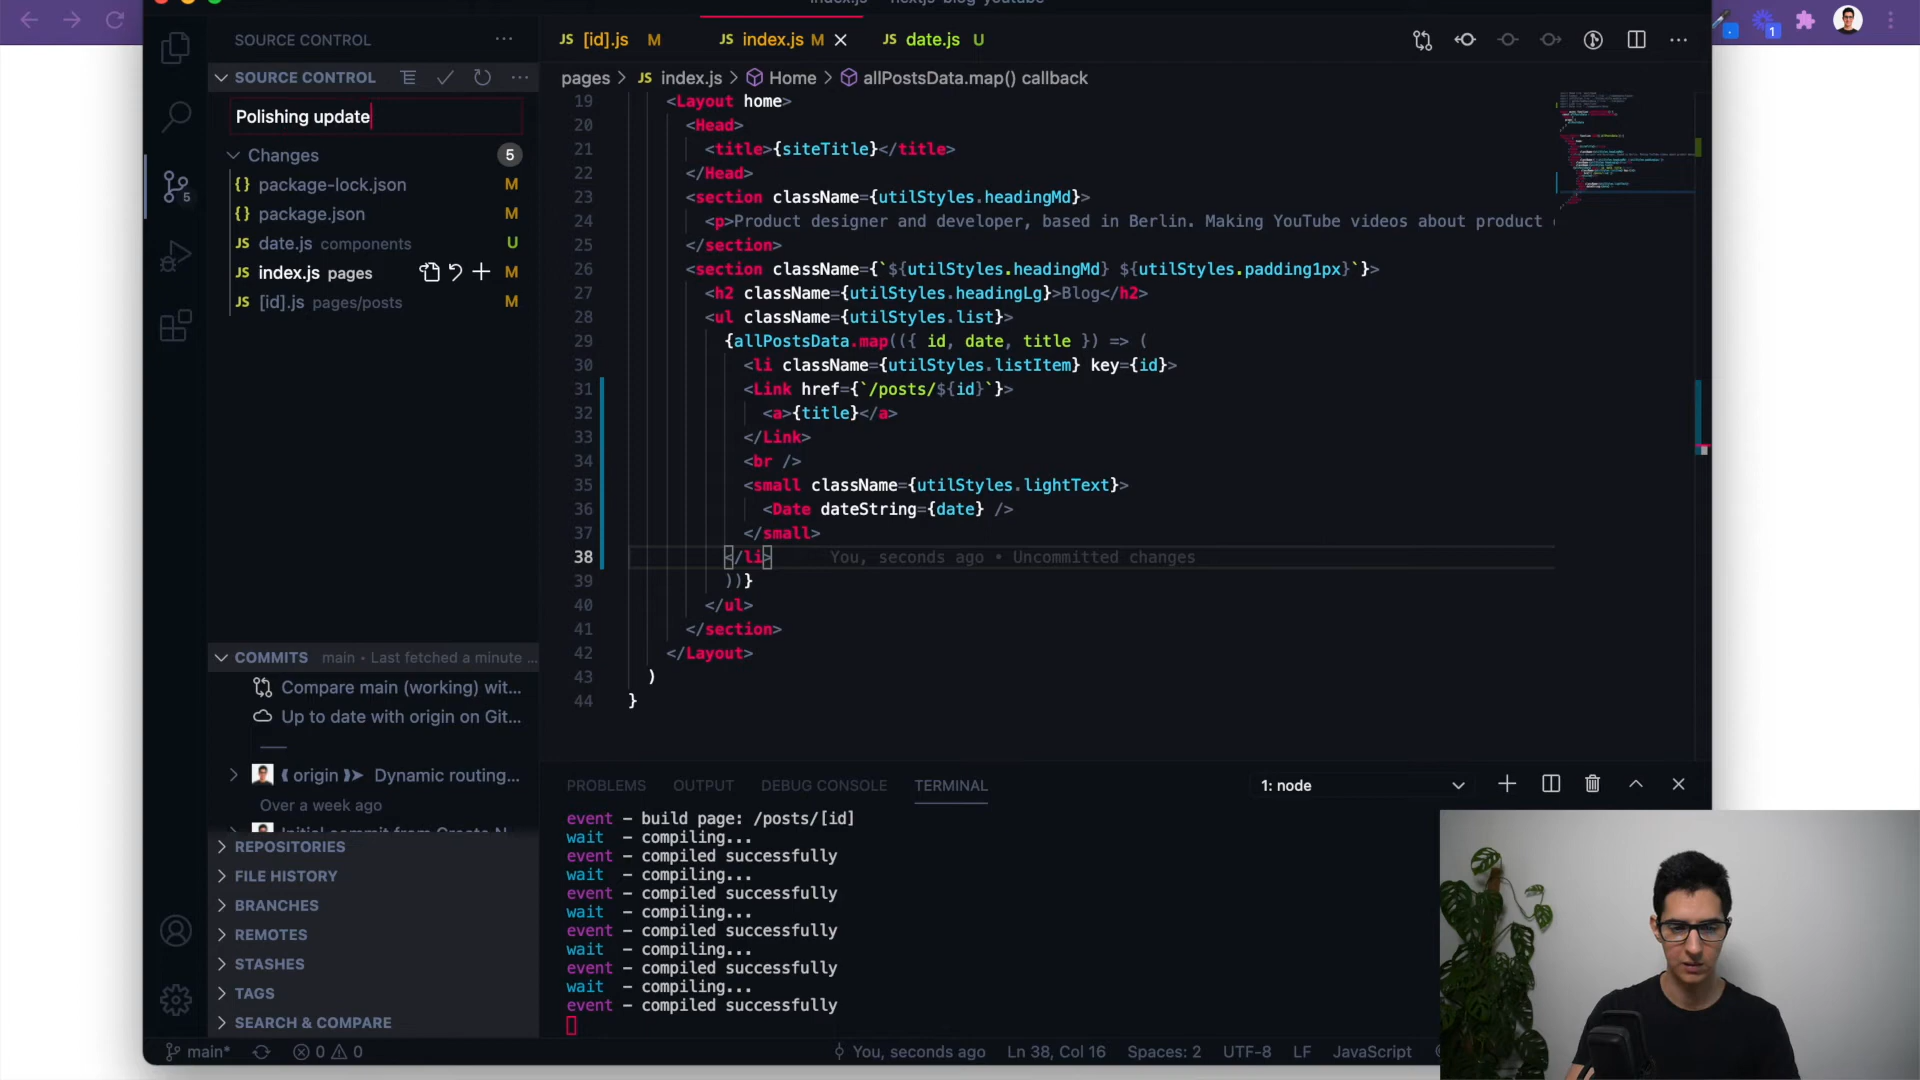 SOURCE CONTROL
SOURCE CONTROL
Polishing update
Changes 5
{} package-lock.json M
{} package.json M
JS date.js components U
JS index.js pages M
JS [id].js pages/posts M
5
COMMITS main • Last fetched a minute ...
Compare main (working) wit...
Up to date with origin on Git...
origin Dynamic routing...
Over a week ago
REPOSITORIES
FILE HISTORY
BRANCHES
REMOTES
STASHES
TAGS
SEARCH & COMPARE
JS [id].js M
JS index.js M
JS date.js U
1
pages > JS index.js > Home > allPostsData.map() callback
19 <Layout home>
20 <Head>
21 <title>{siteTitle}</title>
22 </Head>
23 <section className={utilStyles.headingMd}>
24 <p>Product designer and developer, based in Berlin. Making YouTube videos about product
25 </section>
26 <section className={`${utilStyles.headingMd} ${utilStyles.padding1px}`}>
27 <h2 className={utilStyles.headingLg}>Blog</h2>
28 <ul className={utilStyles.list}>
29 {allPostsData.map(({ id, date, title }) => (
30 <li className={utilStyles.listItem} key={id}>
31 <Link href={`/posts/${id}`}>
32 <a>{title}</a>
33 </Link>
34 <br />
35 <small className={utilStyles.lightText}>
36 <Date dateString={date} />
37 </small>
38 </li> You, seconds ago • Uncommitted changes
39 ))}
40 </ul>
41 </section>
42 </Layout>
43 )
44 }
PROBLEMS OUTPUT DEBUG CONSOLE TERMINAL 1: node
event – build page: /posts/[id]
wait – compiling...
event – compiled successfully
wait – compiling...
event – compiled successfully
wait – compiling...
event – compiled successfully
wait – compiling...
event – compiled successfully
wait – compiling...
event – compiled successfully
main* 0 0 You, seconds ago Ln 38, Col 16 Spaces: 2 UTF-8 LF JavaScript